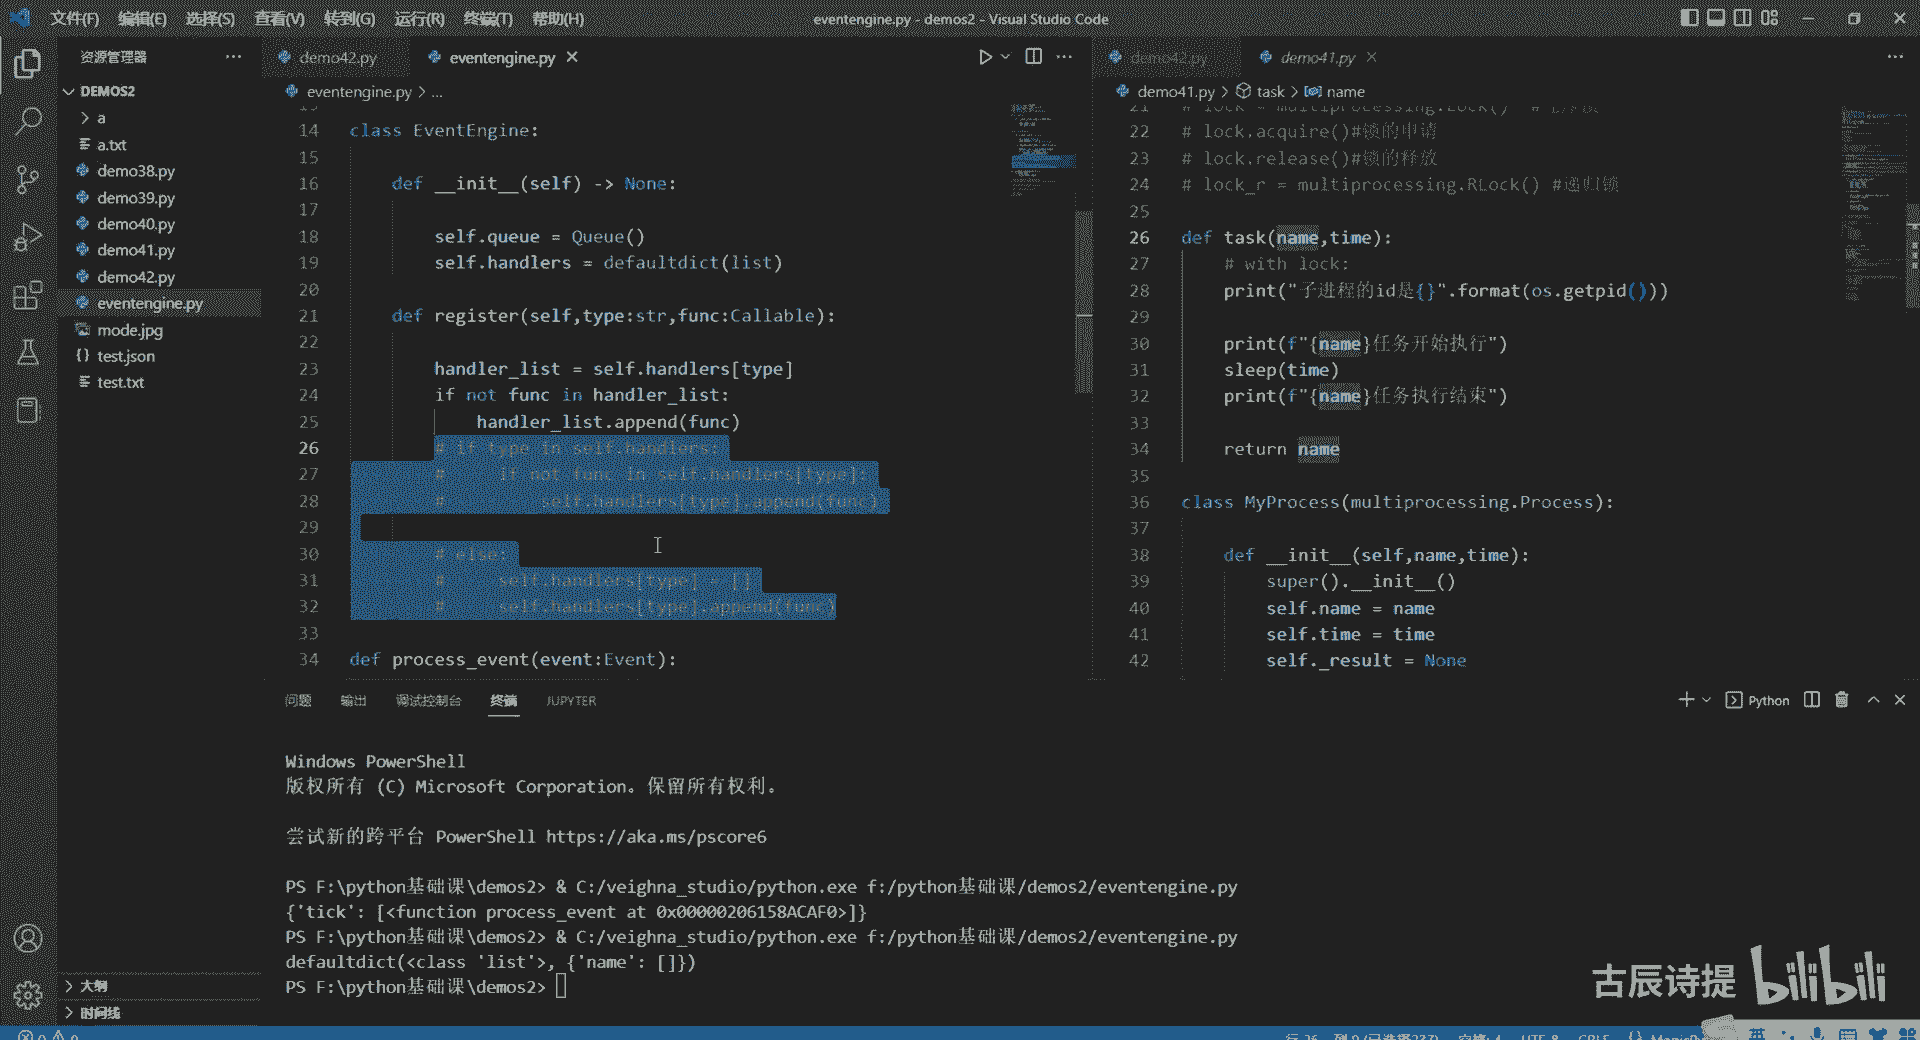 文件(F) 编辑(E) 选择(S) 查看(V) 转到(G) 运行(R) 终端(T) 帮助(H)
eventengine.py - demos2 - Visual Studio Code
资源管理器
DEMOS2
a
a.txt
demo38.py
demo39.py
demo40.py
demo41.py
demo42.py
eventengine.py
mode.jpg
test.json
test.txt
大纲
时间线
demo42.py eventengine.py
eventengine.py > ...
14 class EventEngine:
15
16 def __init__(self) -> None:
17
18 self.queue = Queue()
19 self.handlers = defaultdict(list)
20
21 def register(self,type:str,func:Callable):
22
23 handler_list = self.handlers[type]
24 if not func in handler_list:
25 handler_list.append(func)
26 # if type in self.handlers:
27 # if not func in self.handlers[type]:
28 # self.handlers[type].append(func)
29
30 # else:
31 # self.handlers[type] = []
32 # self.handlers[type].append(func)
33
34 def process_event(event:Event):
demo42.py demo41.py
demo41.py > task > name
21 # lock = multiprocessing.Lock() #
22 # lock.acquire()#锁的申请
23 # lock.release()#锁的释放
24 # lock_r = multiprocessing.RLock() #递归锁
25
26 def task(name,time):
27 # with lock:
28 print("子进程的id是{}".format(os.getpid()))
29
30 print(f"{name}任务开始执行")
31 sleep(time)
32 print(f"{name}任务执行结束")
33
34 return name
35
36 class MyProcess(multiprocessing.Process):
37
38 def __init__(self,name,time):
39 super().__init__()
40 self.name = name
41 self.time = time
42 self._result = None
问题 输出 调试控制台 终端 JUPYTER
Python
Windows PowerShell
版权所有 (C) Microsoft Corporation。保留所有权利。
尝试新的跨平台 PowerShell https://aka.ms/pscore6
PS F:\python基础课\demos2> & C:/veighna_studio/python.exe f:/python基础课/demos2/eventengine.py
{'tick': [<function process_event at 0x00000206158ACAF0>]}
PS F:\python基础课\demos2> & C:/veighna_studio/python.exe f:/python基础课/demos2/eventengine.py
defaultdict(<class 'list'>, {'name': []})
PS F:\python基础课\demos2>
古辰诗提 bilibili
英